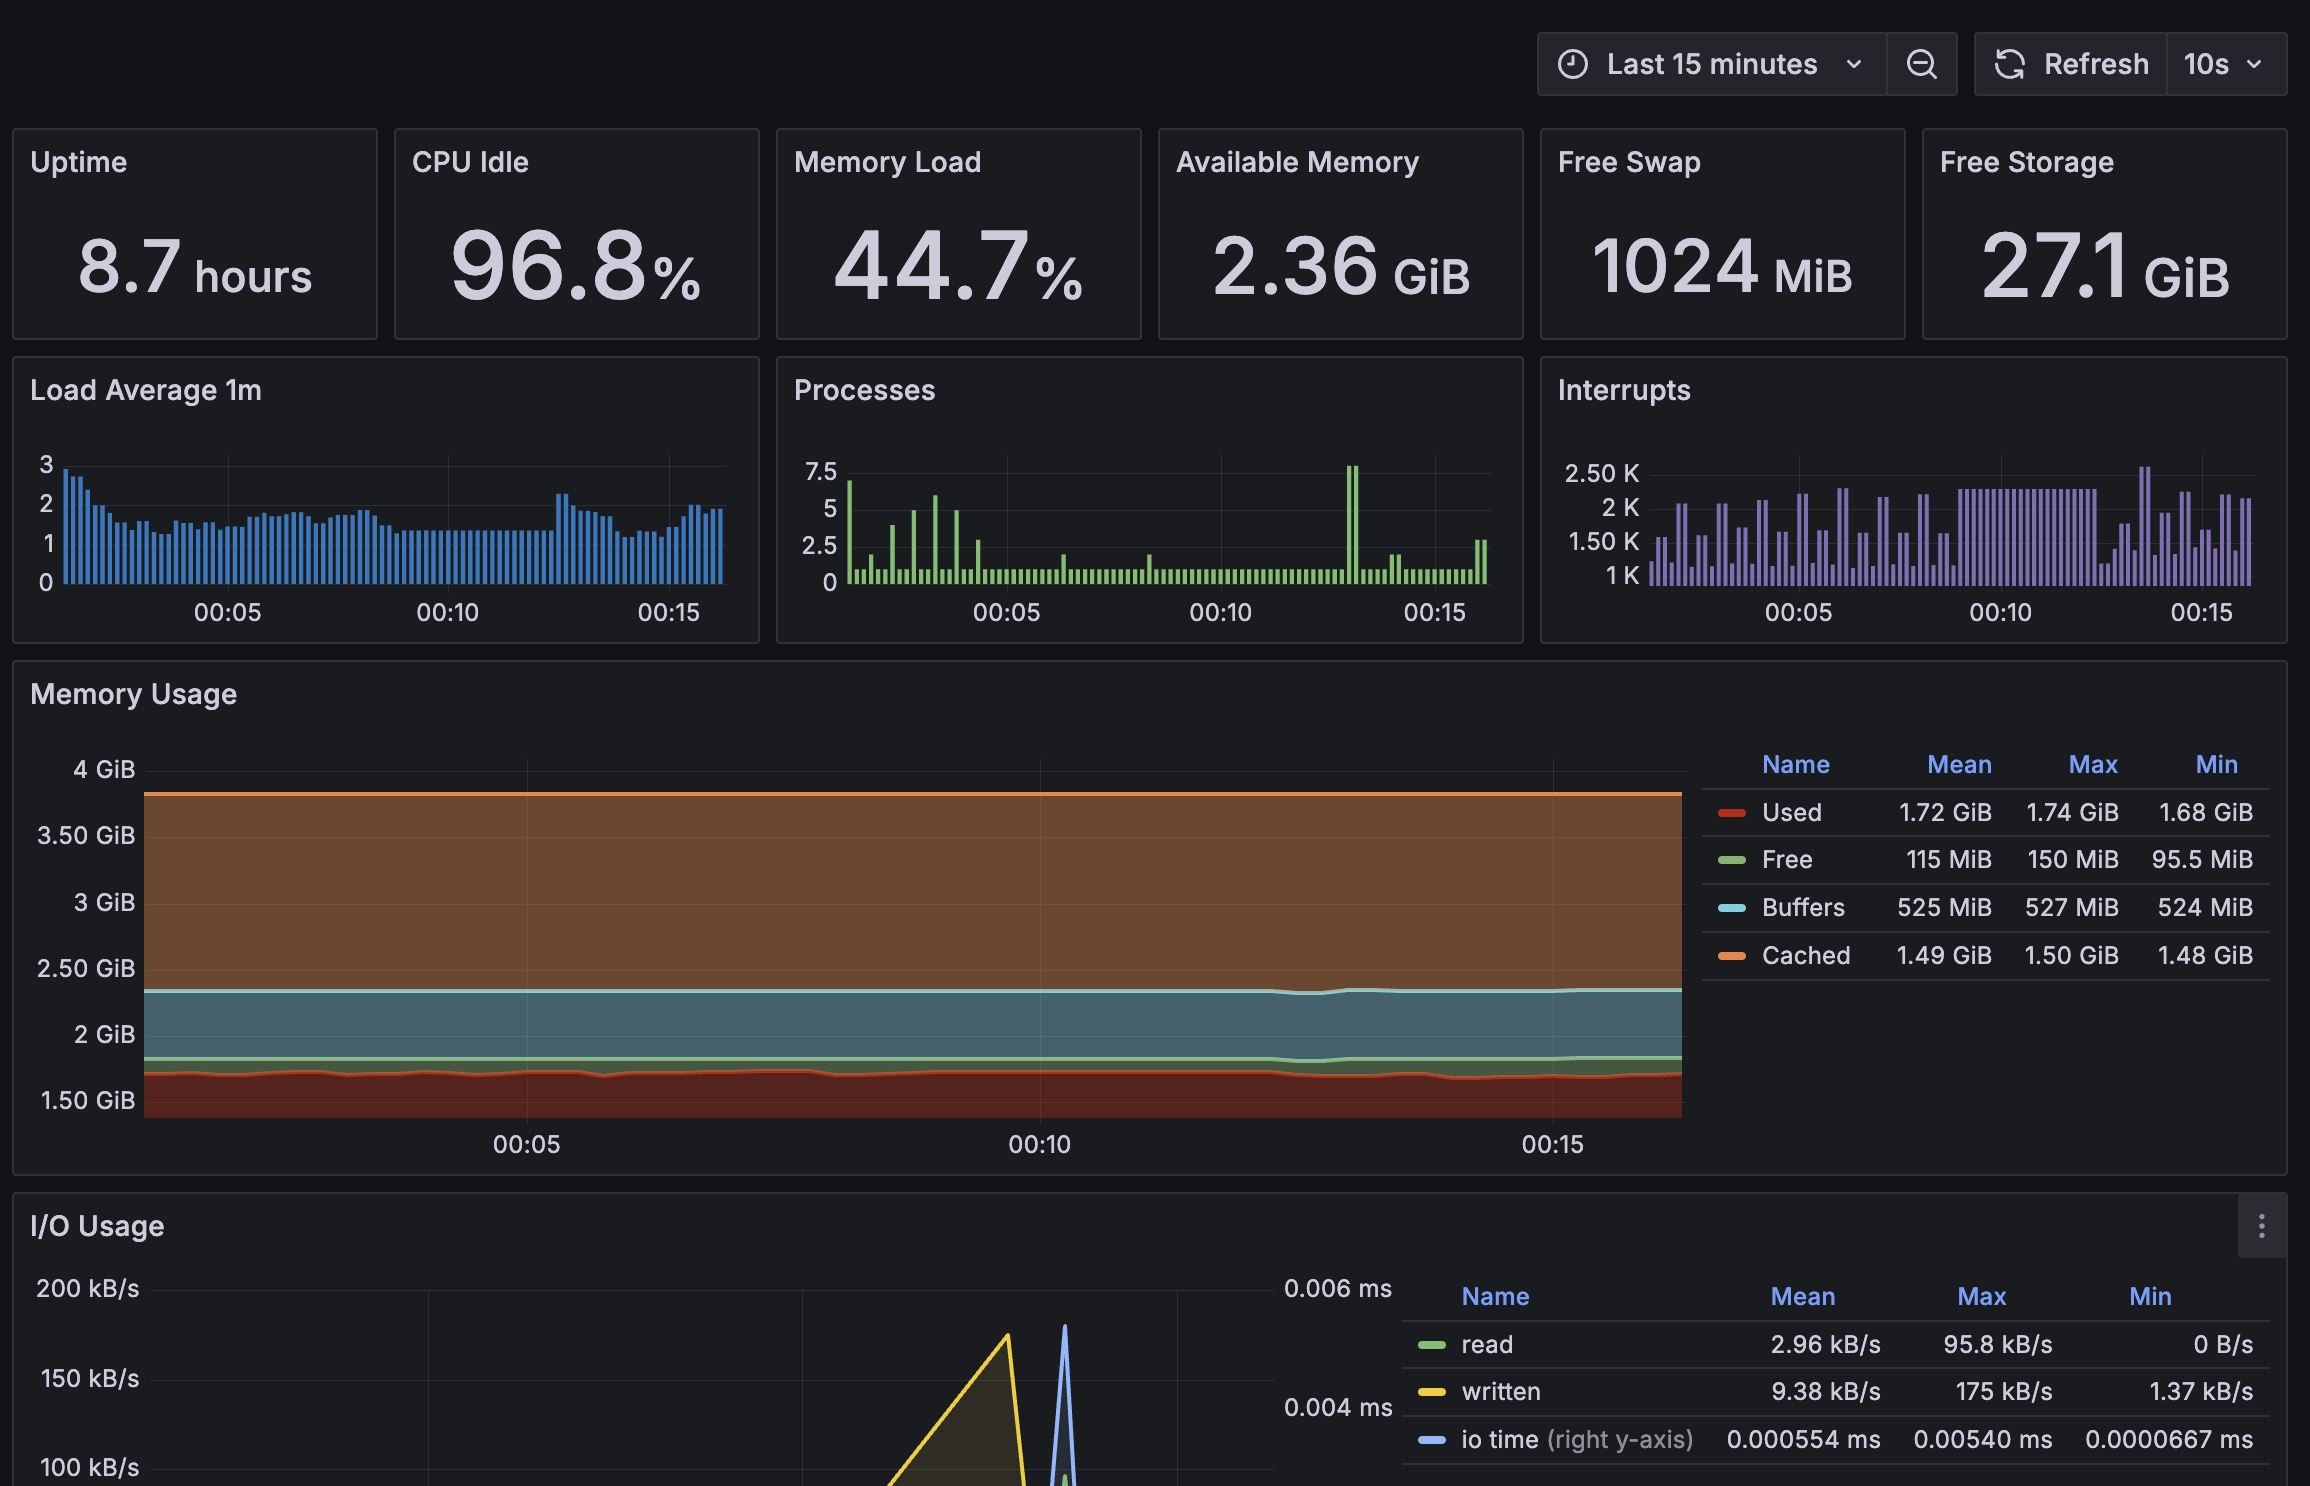 Last 15 minutes
Refresh
10s
Uptime
8.7 hours
CPU Idle
96.8%
Memory Load
44.7%
Available Memory
2.36 GiB
Free Swap
1024 MiB
Free Storage
27.1 GiB
Load Average 1m
3
2
1
0
00:05 00:10 00:15
Processes
7.5
5
2.5
0
00:05 00:10 00:15
Interrupts
2.50 K
2 K
1.50 K
1 K
00:05 00:10 00:15
Memory Usage
4 GiB
3.50 GiB
3 GiB
2.50 GiB
2 GiB
1.50 GiB
00:05 00:10 00:15
Name Mean Max Min
Used 1.72 GiB 1.74 GiB 1.68 GiB
Free 115 MiB 150 MiB 95.5 MiB
Buffers 525 MiB 527 MiB 524 MiB
Cached 1.49 GiB 1.50 GiB 1.48 GiB
I/O Usage
200 kB/s
150 kB/s
100 kB/s
0.006 ms
0.004 ms
Name Mean Max Min
read 2.96 kB/s 95.8 kB/s 0 B/s
written 9.38 kB/s 175 kB/s 1.37 kB/s
io time (right y-axis) 0.000554 ms 0.00540 ms 0.0000667 ms